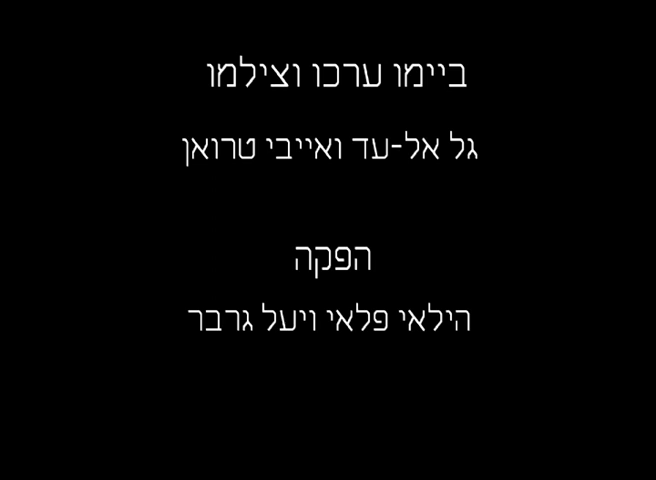 ביימו ערכו וצילמו
גל אל-עד ואייבי טרואן
הפקה
הילאי פלאי ויעל גרבר